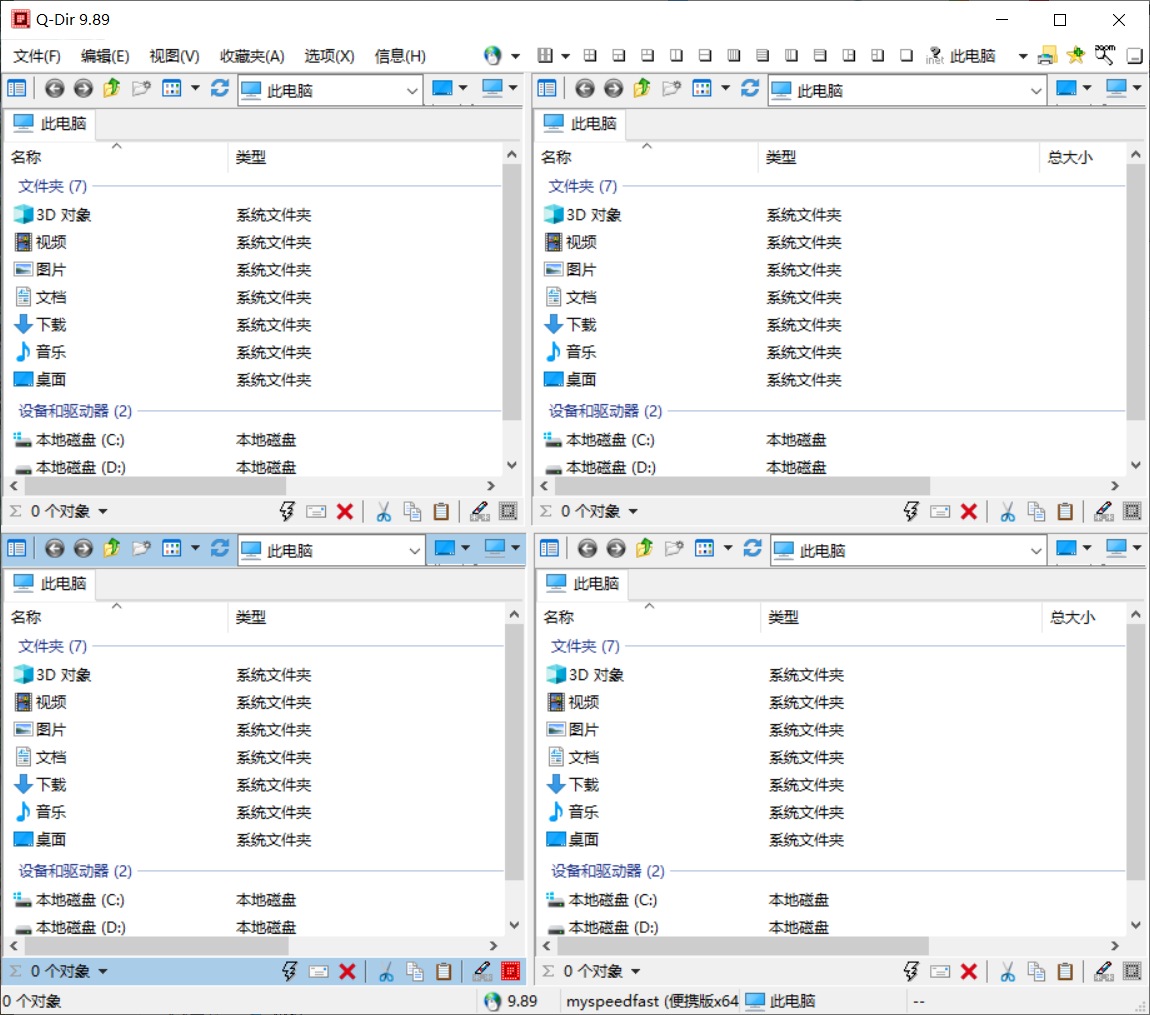 Q-Dir 9.89
文件(F) 编辑(E) 视图(V) 收藏夹(A) 选项(X) 信息(H) inet 此电脑 zoom
此电脑 此电脑
此电脑 此电脑
名称 类型 名称 类型 总大小
文件夹 (7) 文件夹 (7)
3D 对象 系统文件夹 3D 对象 系统文件夹
视频 系统文件夹 视频 系统文件夹
图片 系统文件夹 图片 系统文件夹
文档 系统文件夹 文档 系统文件夹
下载 系统文件夹 下载 系统文件夹
音乐 系统文件夹 音乐 系统文件夹
桌面 系统文件夹 桌面 系统文件夹
设备和驱动器 (2) 设备和驱动器 (2)
本地磁盘 (C:) 本地磁盘 本地磁盘 (C:) 本地磁盘
本地磁盘 (D:) 本地磁盘 本地磁盘 (D:) 本地磁盘
Σ 0 个对象 Σ 0 个对象
此电脑 此电脑
此电脑 此电脑
名称 类型 名称 类型 总大小
文件夹 (7) 文件夹 (7)
3D 对象 系统文件夹 3D 对象 系统文件夹
视频 系统文件夹 视频 系统文件夹
图片 系统文件夹 图片 系统文件夹
文档 系统文件夹 文档 系统文件夹
下载 系统文件夹 下载 系统文件夹
音乐 系统文件夹 音乐 系统文件夹
桌面 系统文件夹 桌面 系统文件夹
设备和驱动器 (2) 设备和驱动器 (2)
本地磁盘 (C:) 本地磁盘 本地磁盘 (C:) 本地磁盘
本地磁盘 (D:) 本地磁盘 本地磁盘 (D:) 本地磁盘
Σ 0 个对象 Σ 0 个对象
0 个对象 9.89 myspeedfast (便携版x64 此电脑 --